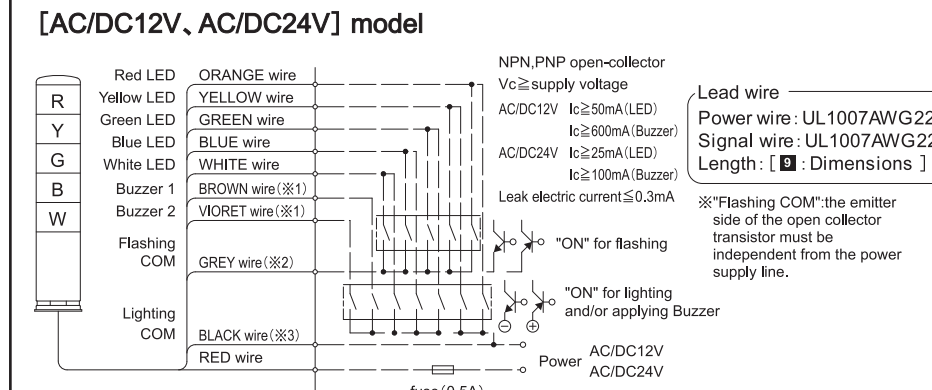 [AC/DC12V、AC/DC24V] model
Red LED ORANGE wire
Yellow LED YELLOW wire
Green LED GREEN wire
Blue LED BLUE wire
White LED WHITE wire
Buzzer 1 BROWN wire(※1)
Buzzer 2 VIORET wire(※1)
Flashing
COM GREY wire(※2)
Lighting
COM BLACK wire(※3)
RED wire
R
Y
G
B
W
NPN,PNP open-collector
Vc≧supply voltage
AC/DC12V Ic≧50mA(LED)
Ic≧600mA(Buzzer)
AC/DC24V Ic≧25mA(LED)
Ic≧100mA(Buzzer)
Leak electric current≦0.3mA
"ON" for flashing
"ON" for lighting
and/or applying Buzzer
Power AC/DC12V
AC/DC24V
fuse(0.5A)
Lead wire
Power wire : UL1007AWG22
Signal wire : UL1007AWG22
Length : [ 9 : Dimensions ]
※"Flashing COM":the emitter
side of the open collector
transistor must be
independent from the power
supply line.